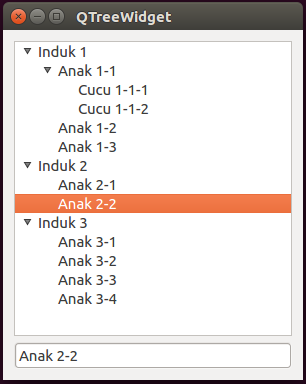 QTreeWidget
Induk 1
Anak 1-1
Cucu 1-1-1
Cucu 1-1-2
Anak 1-2
Anak 1-3
Induk 2
Anak 2-1
Anak 2-2
Induk 3
Anak 3-1
Anak 3-2
Anak 3-3
Anak 3-4
Anak 2-2